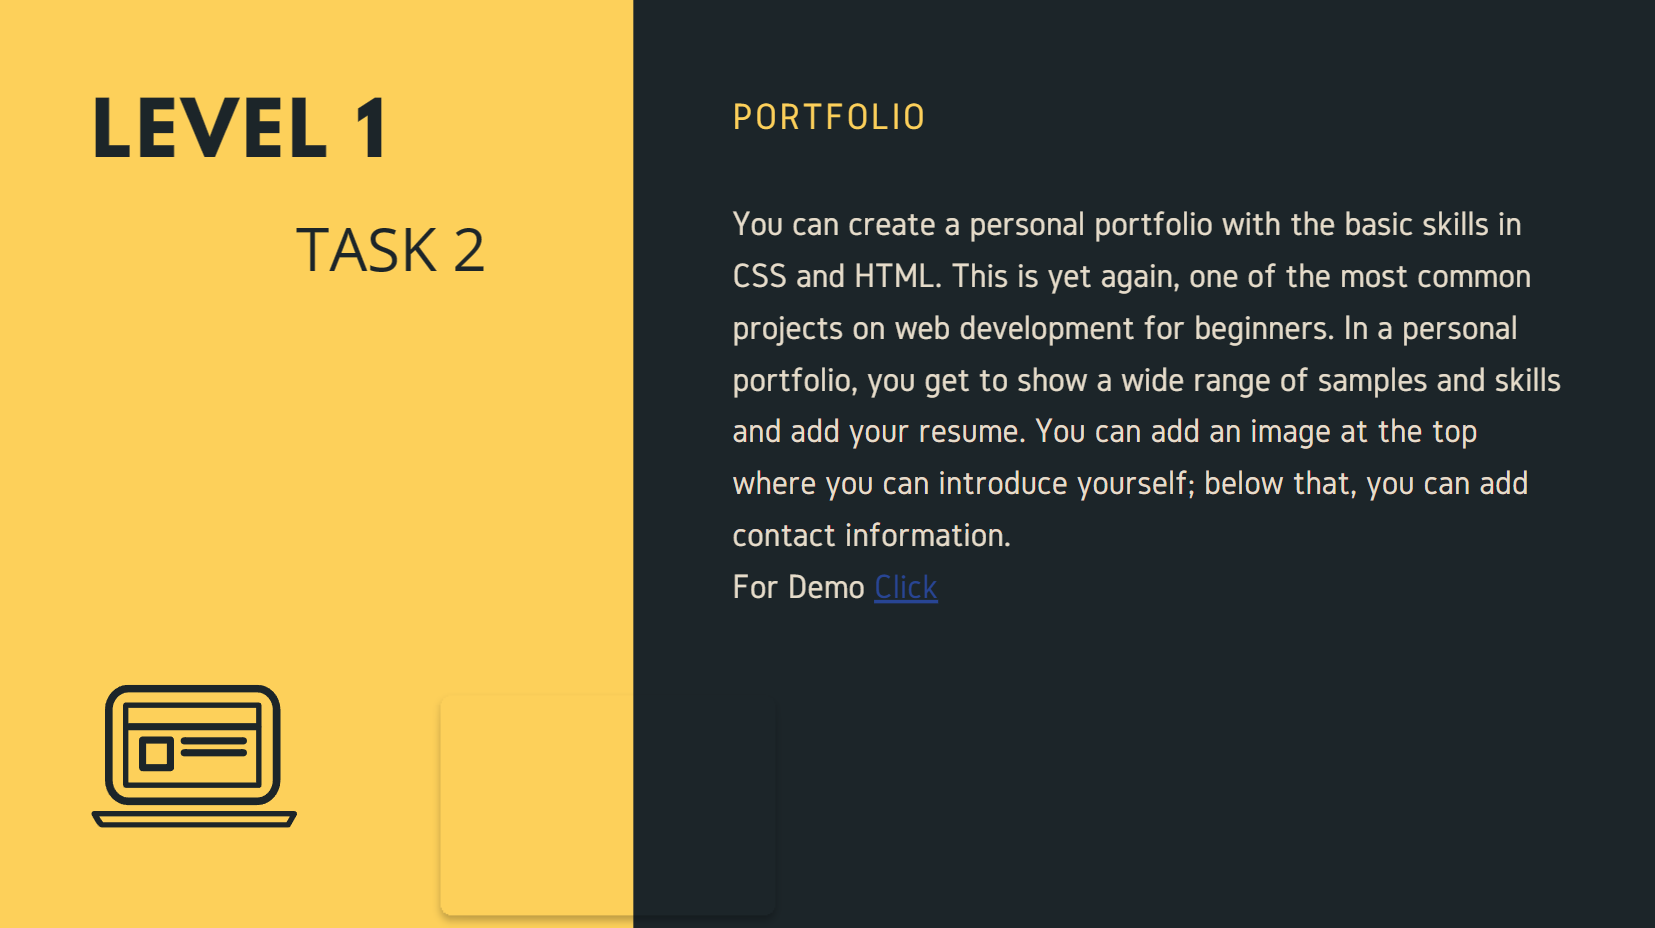 LEVEL 1
TASK 2
PORTFOLIO
You can create a personal portfolio with the basic skills in
CSS and HTML. This is yet again, one of the most common
projects on web development for beginners. In a personal
portfolio, you get to show a wide range of samples and skills
and add your resume. You can add an image at the top
where you can introduce yourself; below that, you can add
contact information.
For Demo Click